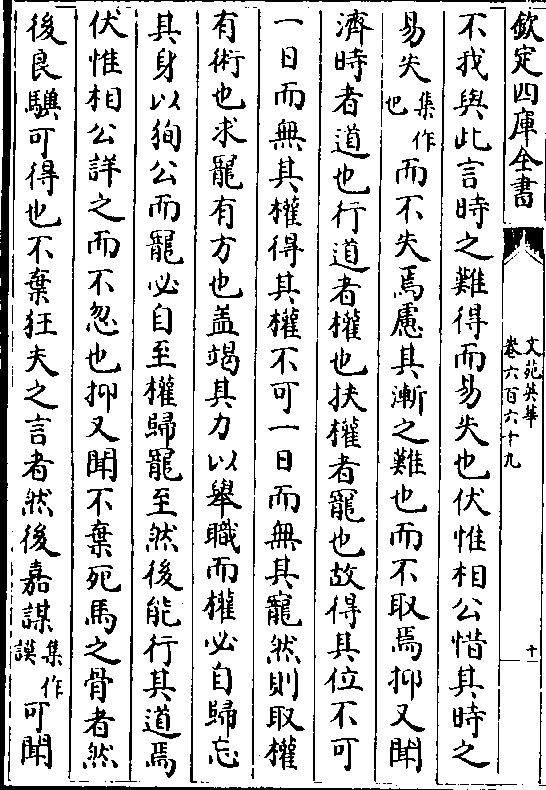 欽定四庫全書
文苑英華
卷六百六十九
十一
不我與此言時之難得而易失也伏惟相公惜其時之
易失集作也而不失焉慮其漸之難也而不取焉抑又聞
濟時者道也行道者權也扶權者寵也故得其位不可
一日而無其權得其權不可一日而無其寵然則取權
有術也求寵有方也盖竭其力以舉職而權必自歸忘
其身以狥公而寵必自至權歸寵至然後能行其道焉
伏惟相公詳之而不忽也抑又聞不棄死馬之骨者然
後良驥可得也不棄狂夫之言者然後嘉謀集作謨可聞